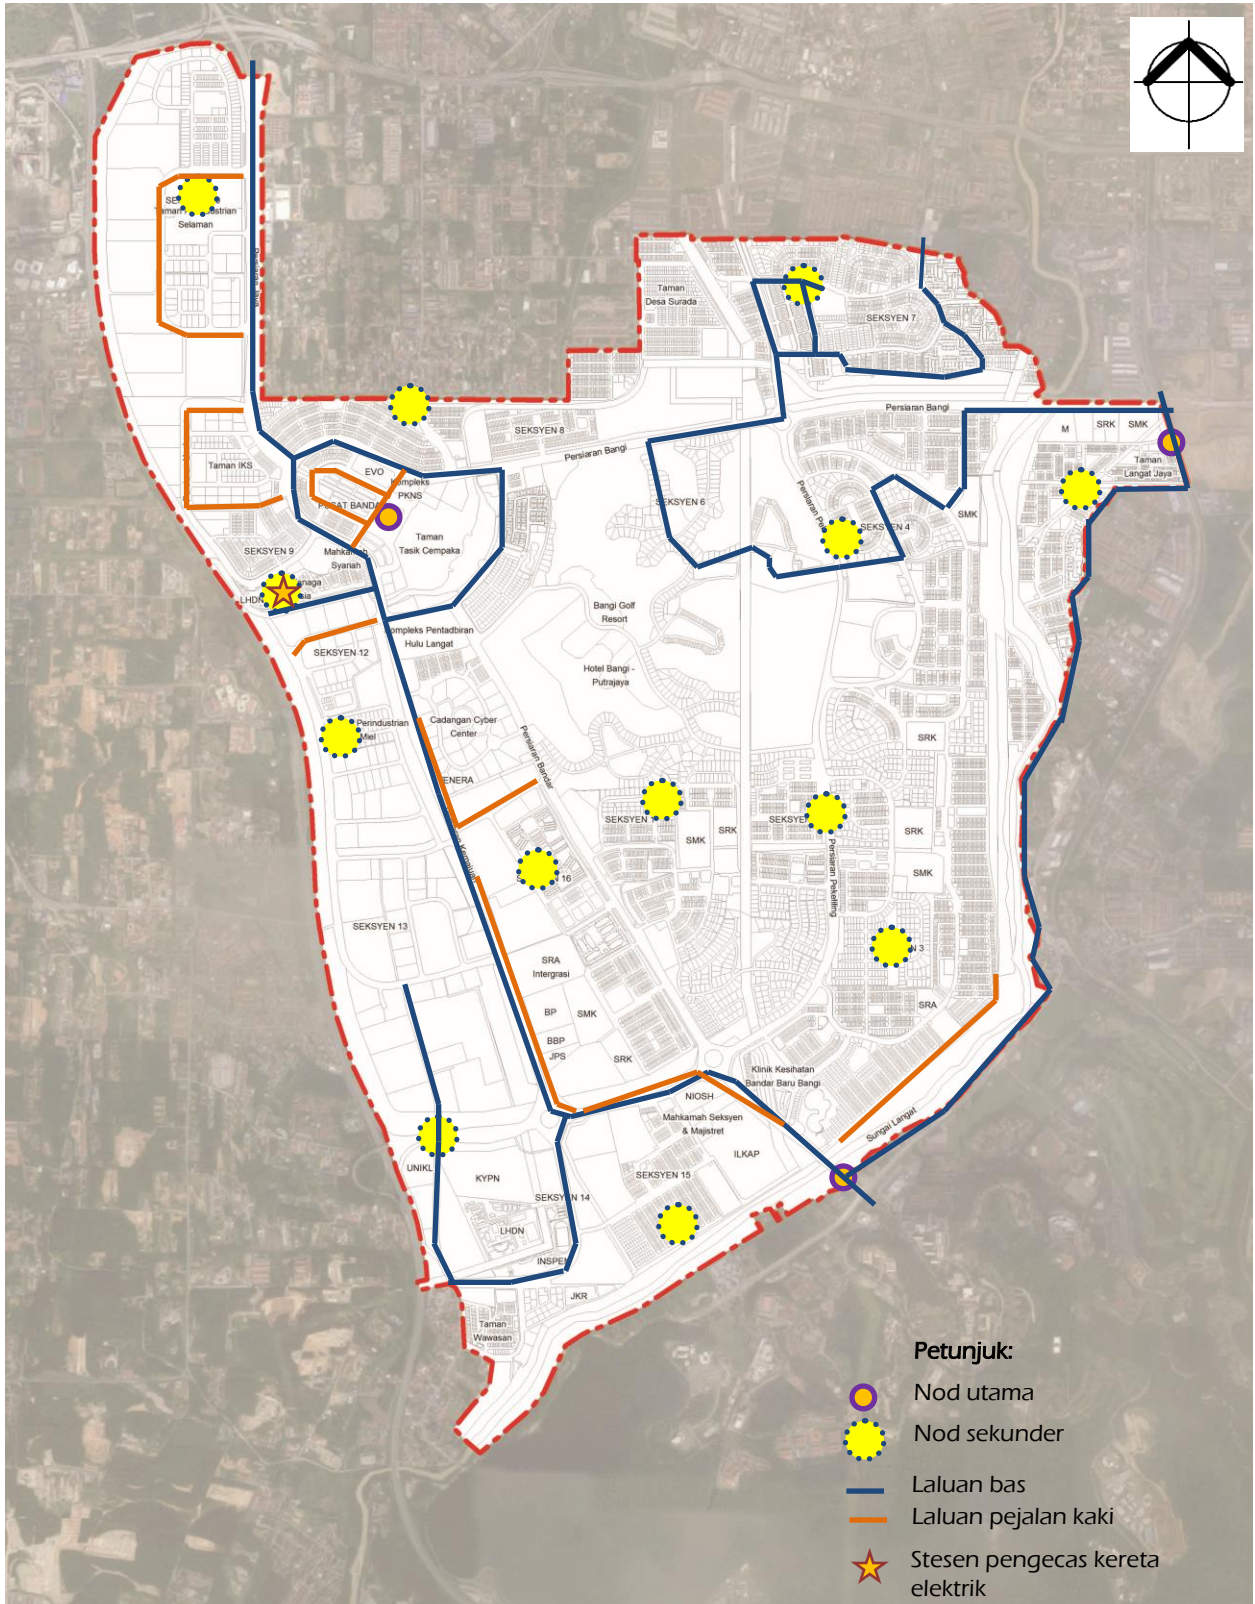 Selaman
Taman
Desa Surada
SEKSYEN 7
Persiaran Bangi
M
SRK
SMK
SEKSYEN 8
Persiaran Bangi
Taman
Langat Jaya
Taman IKS
EVO
Kompleks
PKNS
SEKSYEN 6
SEKSYEN 4
SMK
Taman
Tasik Cempaka
SEKSYEN 9
Mahkamah
Syariah
LHDN
Bangi Golf
Resort
Kompleks Pentadbiran
Hulu Langat
SEKSYEN 12
Hotel Bangi -
Putrajaya
Cadangan Cyber
Center
Perindustrian
Miel
SRK
Persiaran Bandar
SEKSYEN
SEKSYEN
SMK
SRK
SRK
SMK
Persiaran Pekeliling
16
SEKSYEN 13
SRA
Intergrasi
3
SRA
BP
SMK
BBP
JPS
SRK
Klinik Kesihatan
Bandar Baru Bangi
NIOSH
Mahkamah Seksyen
& Majistret
Sungai Langat
ILKAP
UNIKL
KYPN
SEKSYEN 15
SEKSYEN 14
LHDN
INSPEN
JKR
Taman
Wawasan
Petunjuk:
Nod utama
Nod sekunder
Laluan bas
Laluan pejalan kaki
Stesen pengecas kereta
elektrik